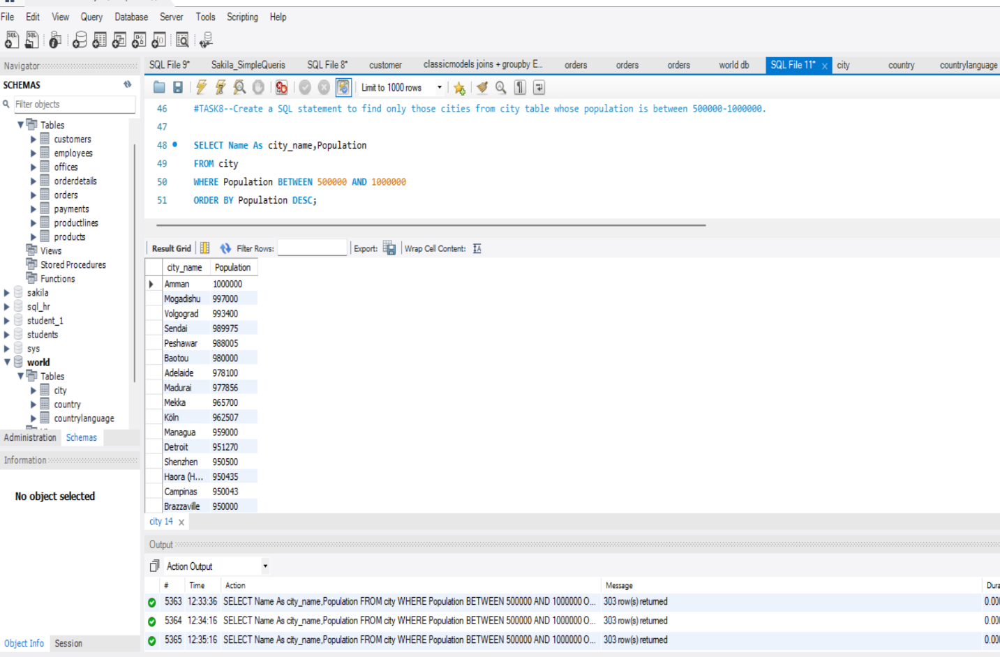 File Edit View Query Database Server Tools Scripting Help
Navigator
SQL File 9* Sakila_SimpleQueris SQL File 8* customer classicmodels joins + groupby E... orders orders orders world db SQL File 11* x city country countrylanguage
SCHEMAS
Limit to 1000 rows
Filter objects
Tables
customers
employees
offices
orderdetails
orders
payments
productlines
products
Views
Stored Procedures
Functions
sakila
sql_hr
student_1
students
sys
world
Tables
city
country
countrylanguage
Administration Schemas
Information
No object selected
Object Info Session
46 #TASK8--Create a SQL statement to find only those cities from city table whose population is between 500000-1000000.
47
48 SELECT Name As city_name,Population
49 FROM city
50 WHERE Population BETWEEN 500000 AND 1000000
51 ORDER BY Population DESC;
Result Grid Filter Rows: Export: Wrap Cell Content: IA
city_name Population
Amman 1000000
Mogadishu 997000
Volgograd 993400
Sendai 989975
Peshawar 988005
Baotou 980000
Adelaide 978100
Madurai 977856
Mekka 965700
Köln 962507
Managua 959000
Detroit 951270
Shenzhen 950500
Haora (H... 950435
Campinas 950043
Brazzaville 950000
city 14 x
Output
Action Output
# Time Action Message
5363 12:33:36 SELECT Name As city_name,Population FROM city WHERE Population BETWEEN 500000 AND 1000000 O... 303 row(s) returned 0.00
5364 12:34:16 SELECT Name As city_name,Population FROM city WHERE Population BETWEEN 500000 AND 1000000 O... 303 row(s) returned 0.00
5365 12:35:16 SELECT Name As city_name,Population FROM city WHERE Population BETWEEN 500000 AND 1000000 O... 303 row(s) returned 0.00